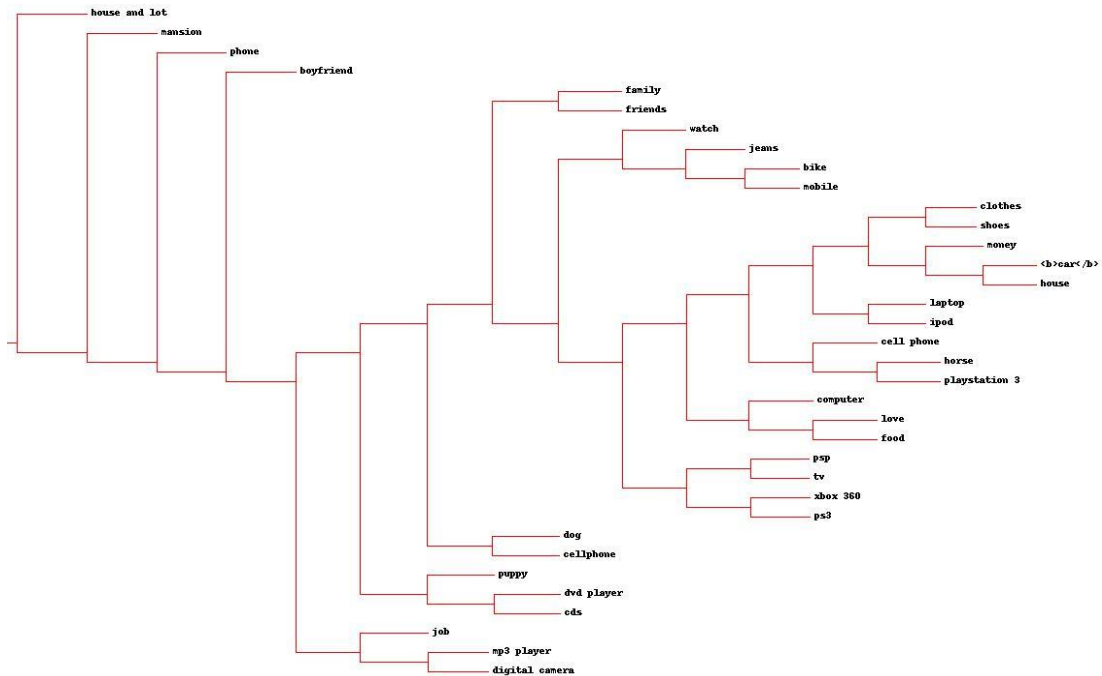 house and lot
mansion
phone
boyfriend
family
friends
watch
jeans
bike
mobile
clothes
shoes
money
<b>car</b>
house
laptop
ipod
cell phone
horse
playstation 3
computer
love
food
psp
tv
xbox 360
ps3
dog
cellphone
puppy
dvd player
cds
job
mp3 player
digital camera